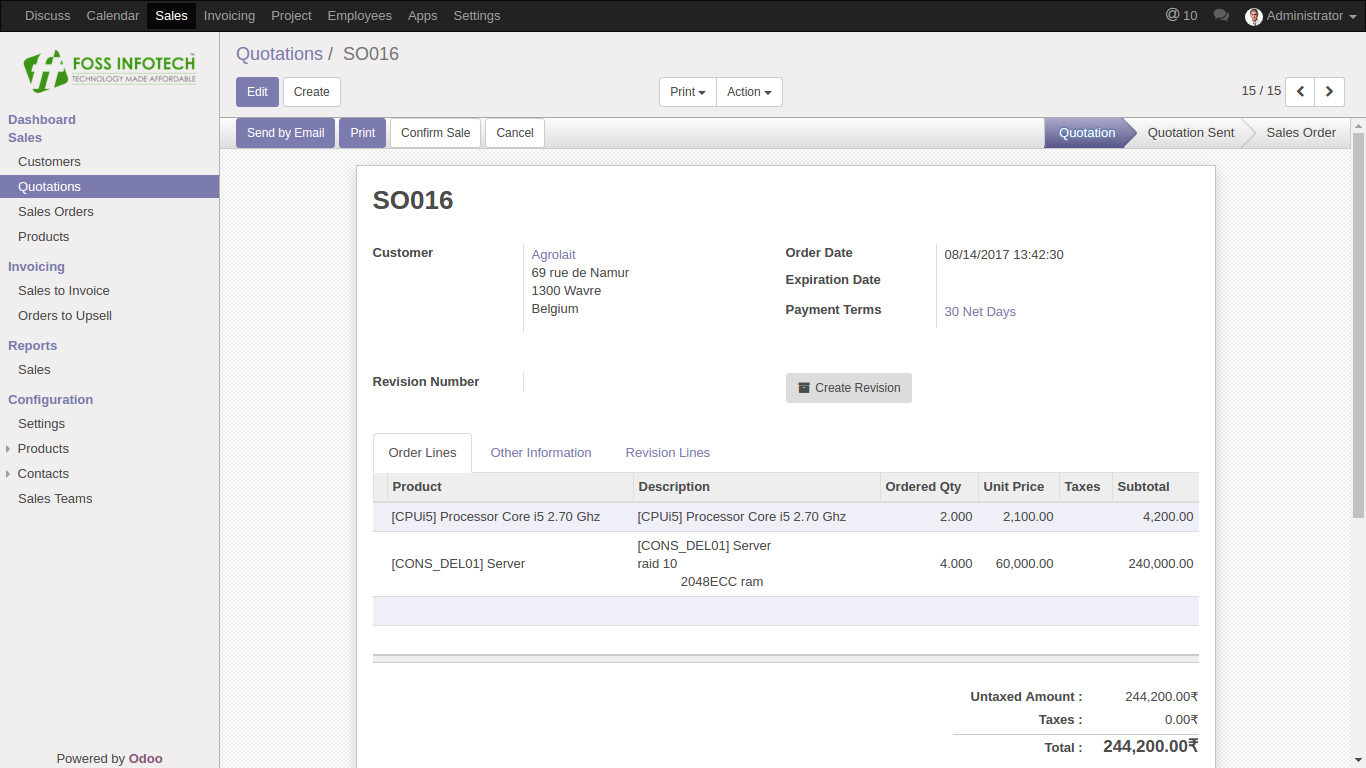 Discuss Calendar Sales Invoicing Project Employees Apps Settings @ 10 Administrator
FOSS INFOTECH™
TECHNOLOGY MADE AFFORDABLE
Dashboard
Sales
Customers
Quotations
Sales Orders
Products
Invoicing
Sales to Invoice
Orders to Upsell
Reports
Sales
Configuration
Settings
Products
Contacts
Sales Teams
Powered by Odoo
Quotations / SO016
Edit Create Print Action 15 / 15
Send by Email Print Confirm Sale Cancel Quotation Quotation Sent Sales Order
SO016
Customer Agrolait
69 rue de Namur
1300 Wavre
Belgium
Order Date 08/14/2017 13:42:30
Expiration Date
Payment Terms 30 Net Days
Revision Number Create Revision
Order Lines Other Information Revision Lines
Product Description Ordered Qty Unit Price Taxes Subtotal
[CPUi5] Processor Core i5 2.70 Ghz [CPUi5] Processor Core i5 2.70 Ghz 2.000 2,100.00 4,200.00
[CONS_DEL01] Server [CONS_DEL01] Server 4.000 60,000.00 240,000.00
raid 10
2048ECC ram
Untaxed Amount : 244,200.00₹
Taxes : 0.00₹
Total : 244,200.00₹